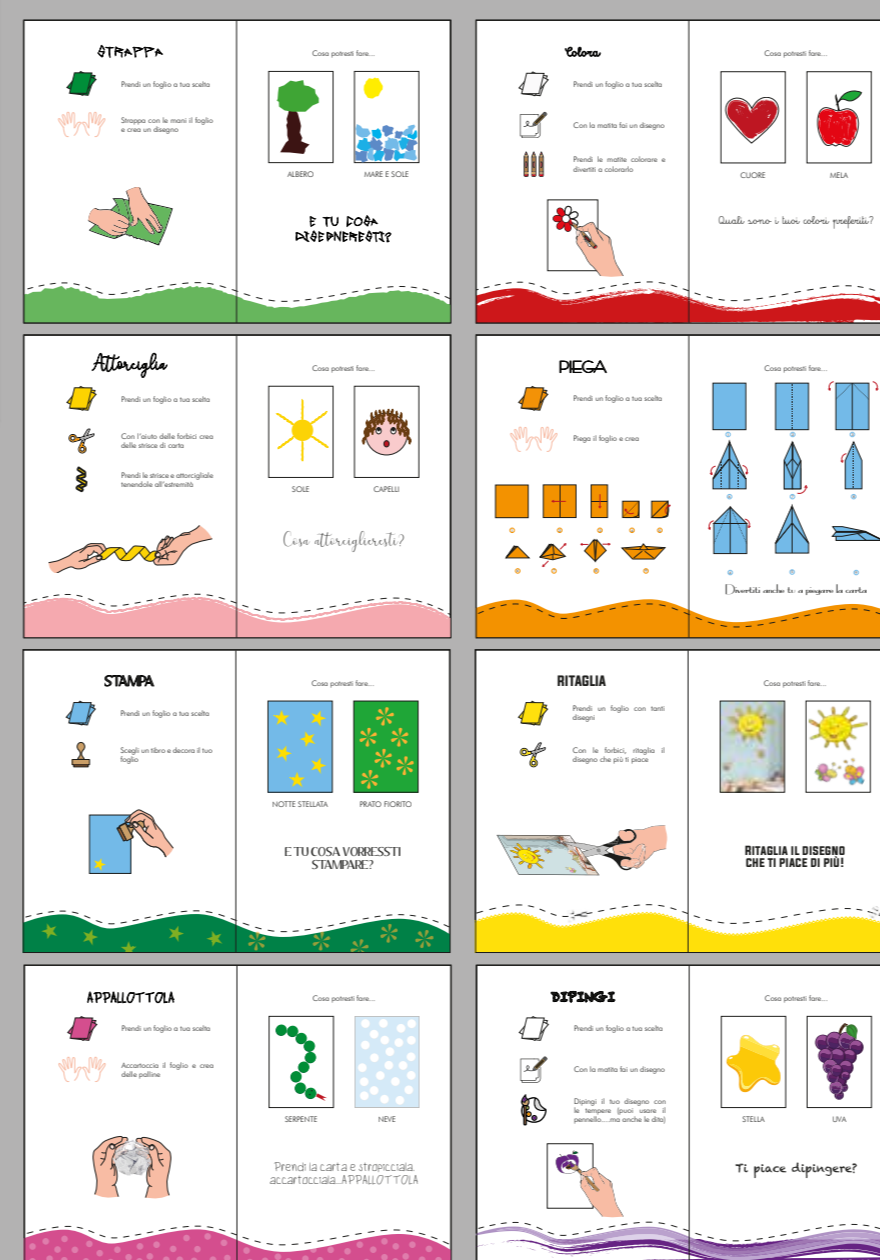 STRAPPA
Prendi un foglio a tua scelta
Strappa con le mani il foglio
e crea un disegno
Cosa potresti fare...
ALBERO
MARE E SOLE
E TU COSA
DISEGNERESTI?
Colora
Prendi un foglio a tua scelta
Con la matita fai un disegno
Prendi le matite colorare e
divertiti a colorarlo
Cosa potresti fare...
CUORE
MELA
Quali sono i tuoi colori preferiti?
Attorciglia
Prendi un foglio a tua scelta
Con l'aiuto delle forbici crea
delle strisca di carta
Prendi le strisce e attorcigliale
tenendole all'estremità
Cosa potresti fare...
SOLE
CAPELLI
Cosa attorciglieresti?
PIEGA
Prendi un foglio a tua scelta
Piega il foglio e crea
Cosa potresti fare...
Divertiti anche tu a piegare la carta
STAMPA
Prendi un foglio a tua scelta
Scegli un tibro e decora il tuo
foglio
Cosa potresti fare...
NOTTE STELLATA
PRATO FIORITO
E TU COSA VORRESSTI
STAMPARE?
RITAGLIA
Prendi un foglio con tanti
disegni
Con le forbici, ritaglia il
disegno che più ti piace
Cosa potresti fare...
RITAGLIA IL DISEGNO
CHE TI PIACE DI PIÙ!
APPALLOTTOLA
Prendi un foglio a tua scelta
Accartoccia il foglio e crea
delle palline
Cosa potresti fare...
SERPENTE
NEVE
Prendi la carta e stropicciala,
accartocciala...APPALLOTTOLA
DIPINGI
Prendi un foglio a tua scelta
Con la matita fai un disegno
Dipingi il tuo disegno con
le tempere (puoi usare il
pennello....ma anche le dita)
Cosa potresti fare...
STELLA
UVA
Ti piace dipingere?